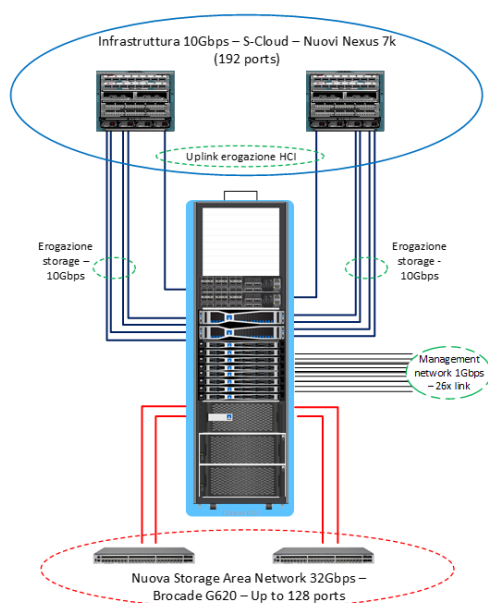 Infrastruttura 10Gbps – S-Cloud – Nuovi Nexus 7k
(192 ports)
Uplink erogazione HCI
Erogazione
storage –
10Gbps
Erogazione
storage -
10Gbps
Management
network 1Gbps
– 26x link
Nuova Storage Area Network 32Gbps –
Brocade G620 – Up to 128 ports